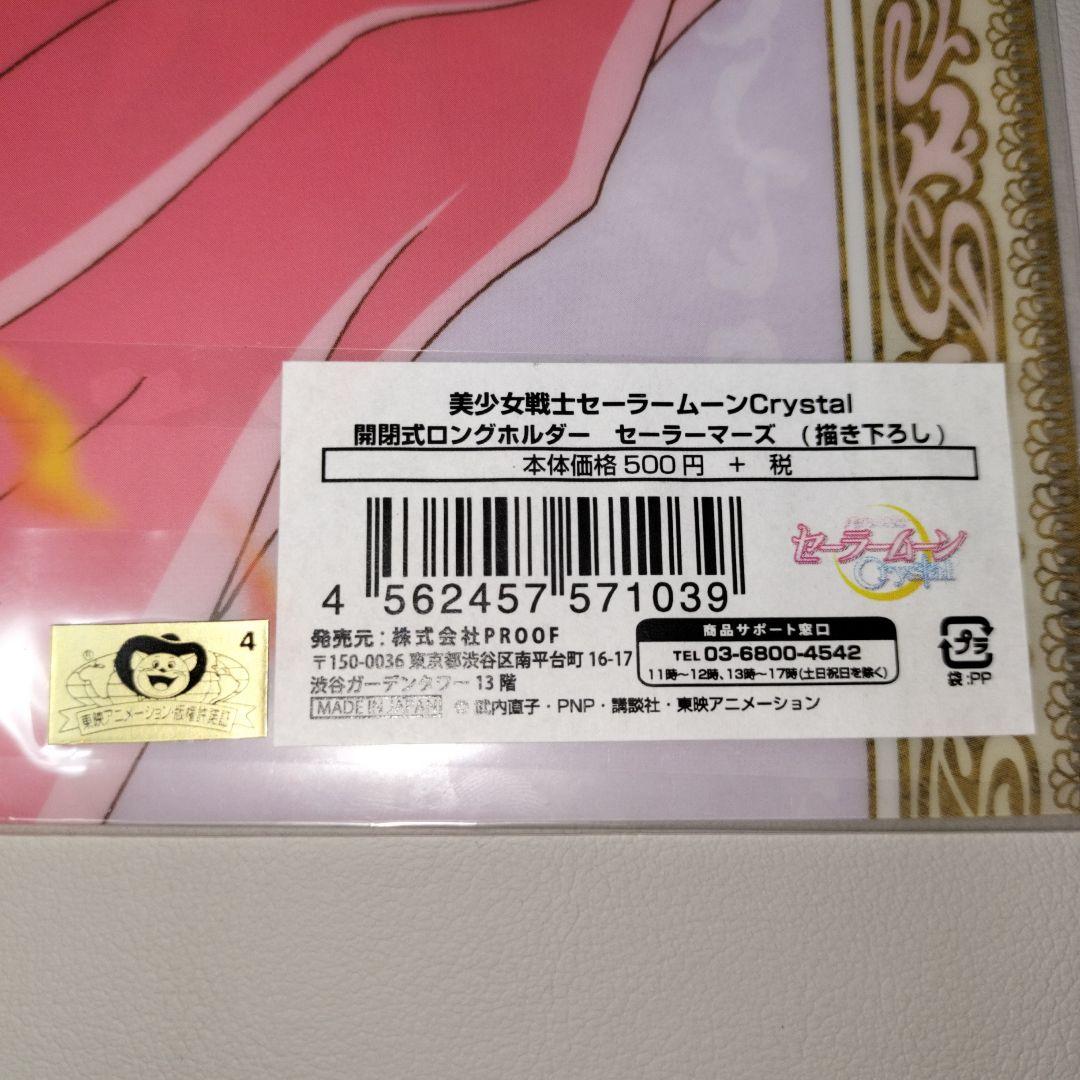 美少女戦士セーラームーンCrystal
開閉式ロングホルダー　セーラーマーズ　(描き下ろし)
本体価格500円　+　税
セーラームーン
Crystal
4 562457 571039
発売元：株式会社PROOF
〒150-0036 東京都渋谷区南平台町 16-17
渋谷ガーデンタワー 13 階
MADE IN JAPAN © 武内直子・PNP・講談社・東映アニメーション
商品サポート窓口
TEL 03-6800-4542
11時〜12時、13時〜17時(土日祝日を除く)
プラ
袋:PP
® 4
東映アニメーション・版権許諾証